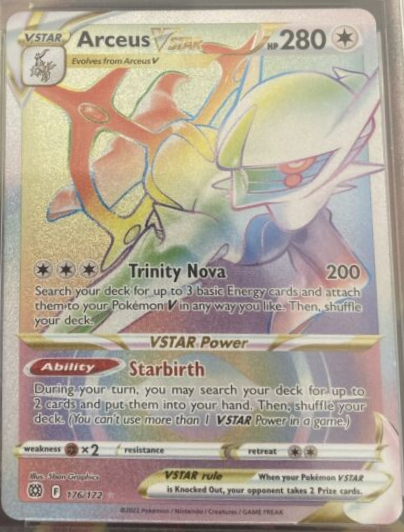 VSTAR Arceus VSTAR HP 280
Evolves from Arceus V
Trinity Nova 200
Search your deck for up to 3 basic Energy cards and attach
them to your Pokémon V in any way you like. Then, shuffle
your deck.
VSTAR Power
Ability Starbirth
During your turn, you may search your deck for up to
2 cards and put them into your hand. Then, shuffle your
deck. (You can't use more than 1 VSTAR Power in a game.)
weakness ×2 resistance retreat
Illus. 5ban Graphics VSTAR rule When your Pokémon VSTAR
F 176/172 is Knocked Out, your opponent takes 2 Prize cards.
©2022 Pokémon / Nintendo / Creatures / GAME FREAK